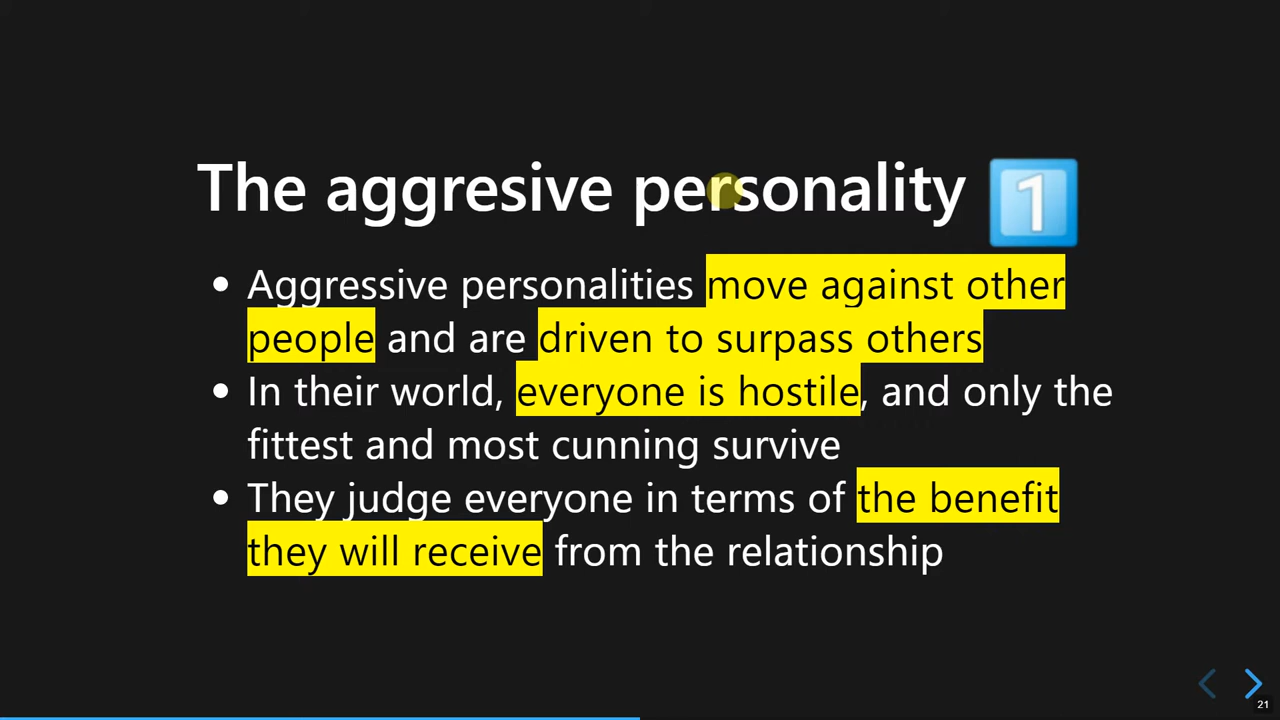 The aggresive personality 1️⃣
• Aggressive personalities move against other
people and are driven to surpass others
• In their world, everyone is hostile, and only the
fittest and most cunning survive
• They judge everyone in terms of the benefit
they will receive from the relationship
21